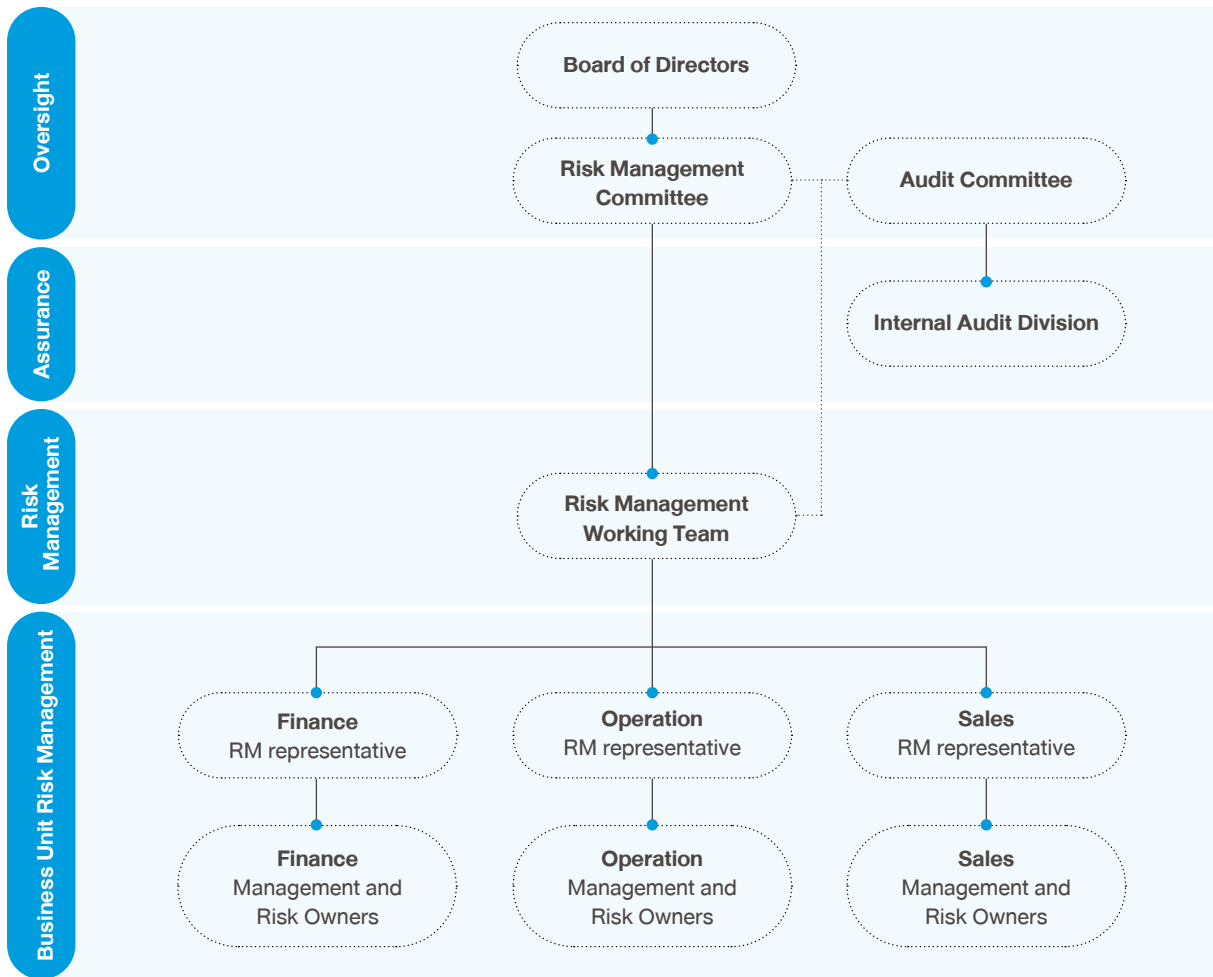 Oversight
Board of Directors
Risk Management
Committee
Audit Committee
Assurance
Internal Audit Division
Risk
Management
Risk Management
Working Team
Business Unit Risk Management
Finance
RM representative
Operation
RM representative
Sales
RM representative
Finance
Management and
Risk Owners
Operation
Management and
Risk Owners
Sales
Management and
Risk Owners